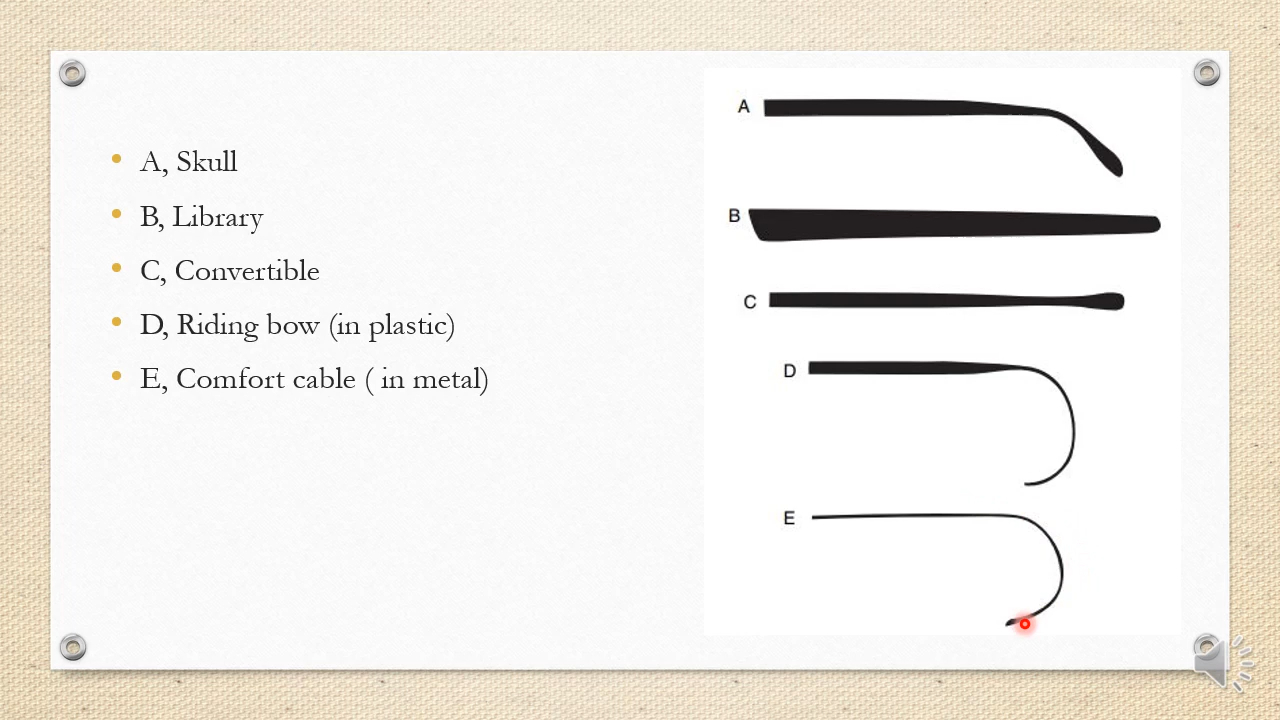 A, Skull
B, Library
C, Convertible
D, Riding bow (in plastic)
E, Comfort cable ( in metal)
A
B
C
D
E